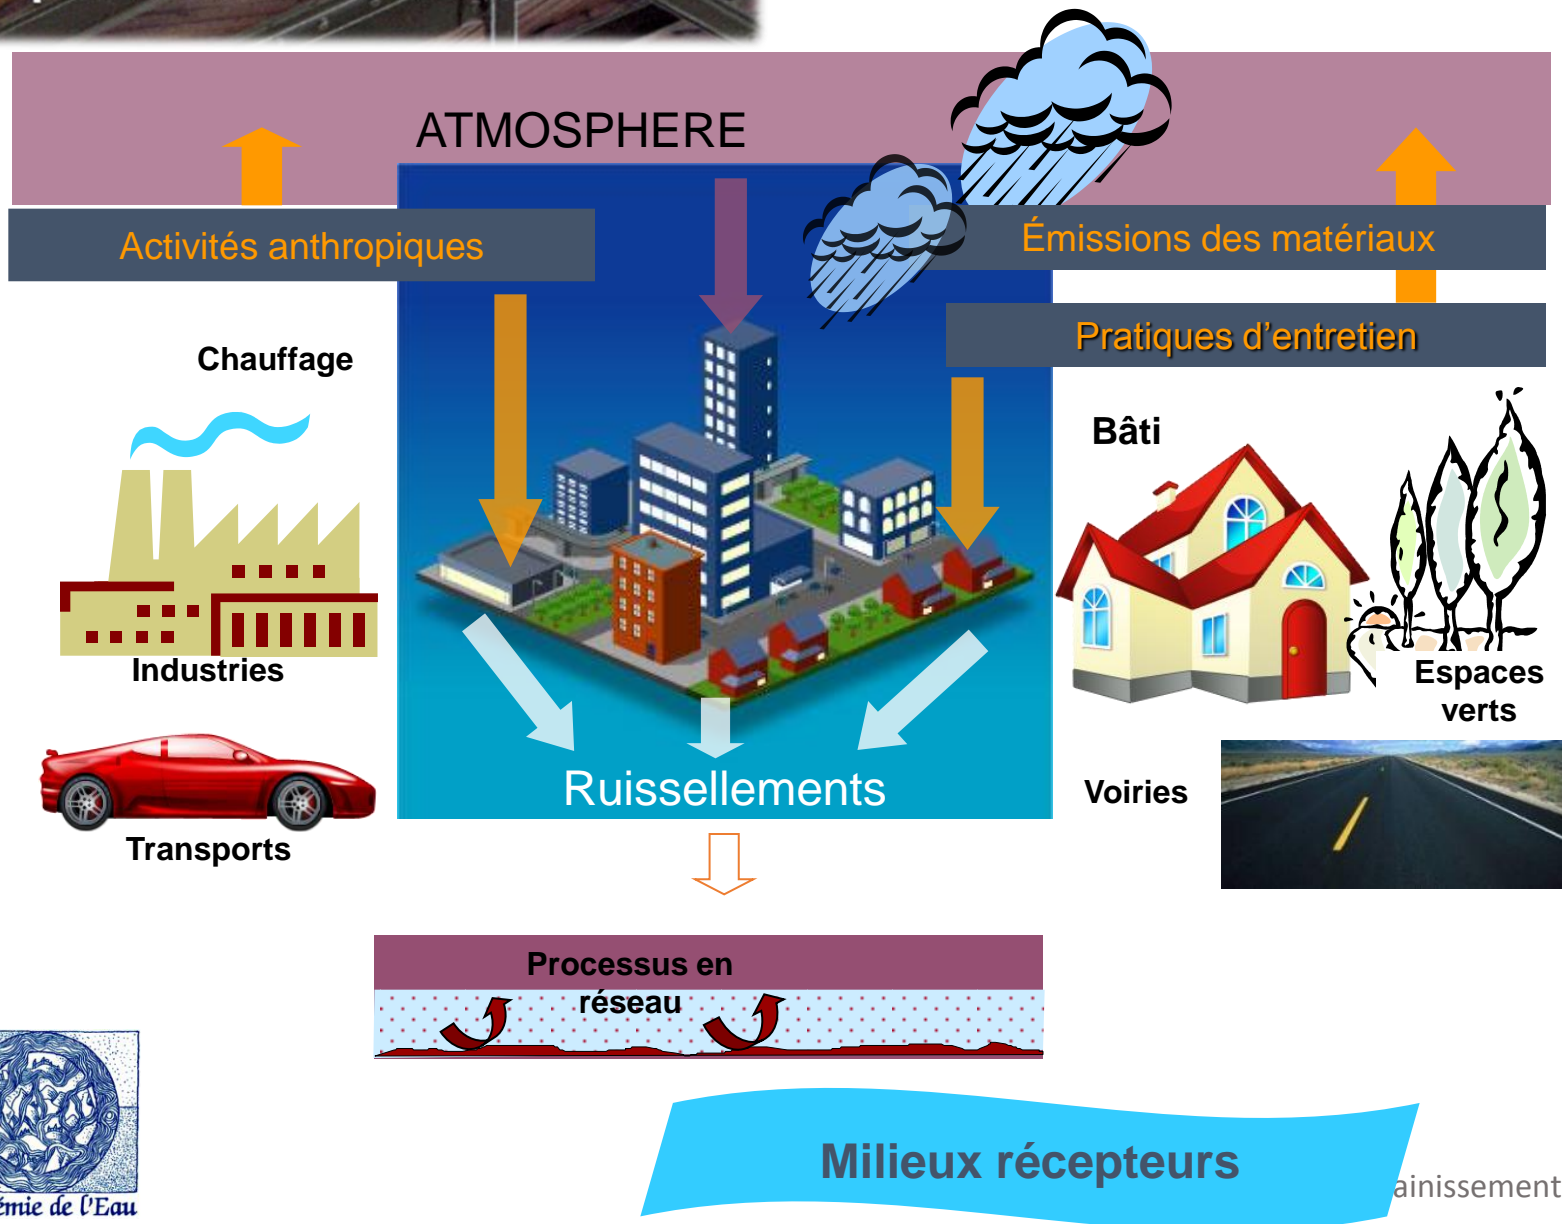 ATMOSPHERE
Activités anthropiques
Émissions des matériaux
Pratiques d’entretien
Chauffage
Bâti
Industries
Espaces
verts
Transports
Voiries
Ruissellements
Processus en
réseau
Milieux récepteurs
émie de l'Eau
ainissement